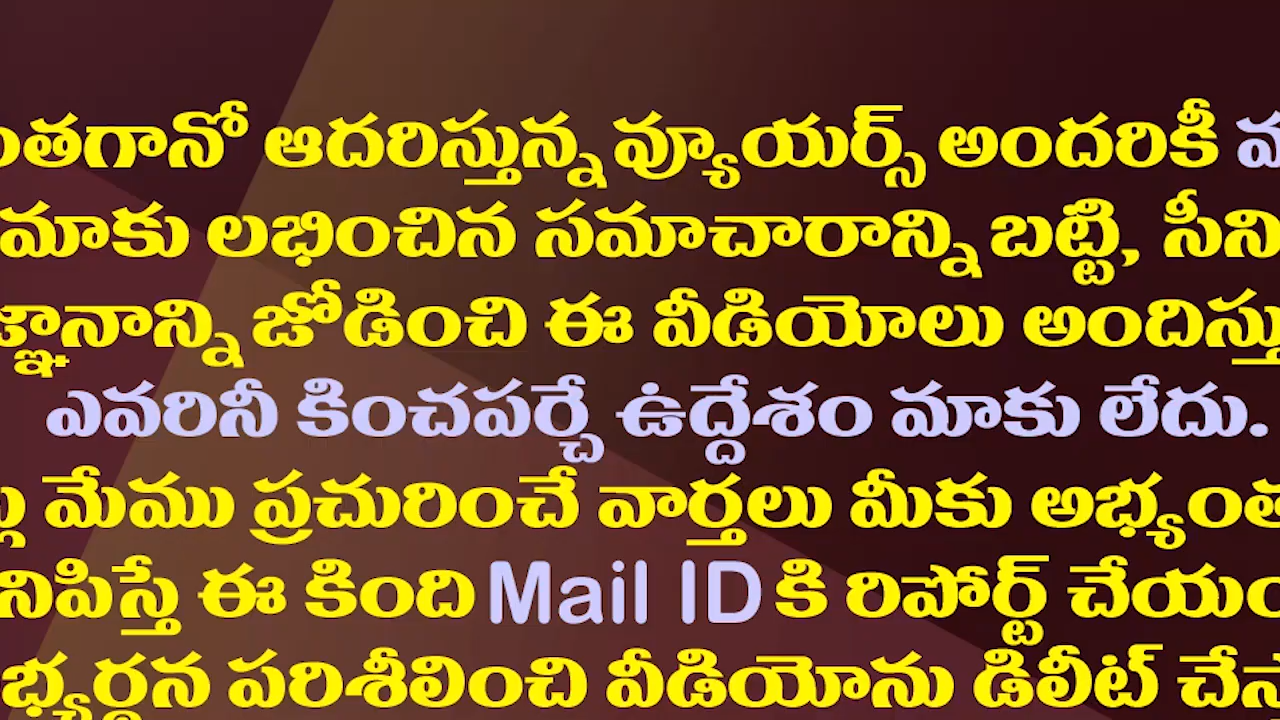 ఆదరిస్తున్న వ్యూయర్స్ అందరికీ
మాకు లభించిన సమాచారాన్ని బట్టి,
జోడించి ఈ వీడియోలు
ఎవరినీ కించపర్చే ఉద్దేశం మాకు లేదు.
మేము ప్రచురించే వార్తలు మీకు
ఈ కింది Mail ID కి రిపోర్ట్
పరిశీలించి వీడియోను డిలీట్